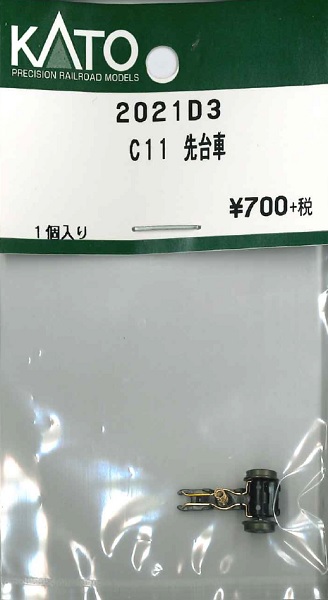 KATO
PRECISION RAILROAD MODELS
2021D3
C11 先台車
¥700+税
1個入り